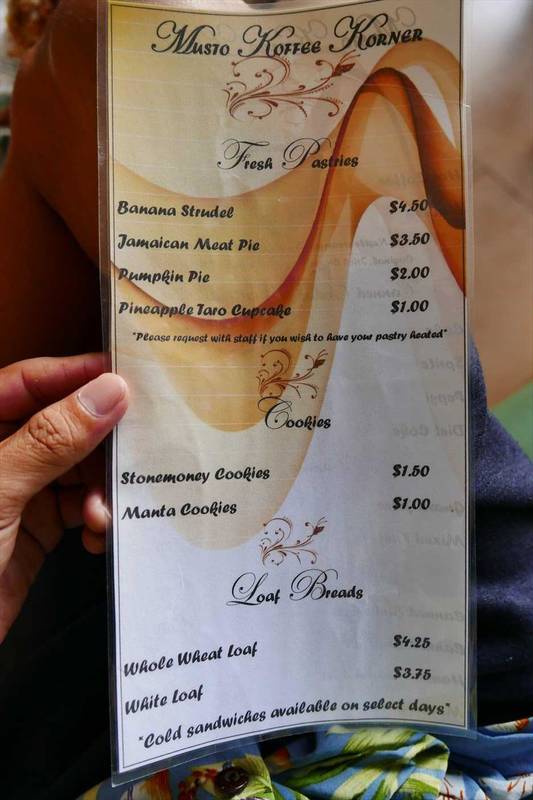 Musto Koffee Korner
Fresh Pastries
Banana Strudel $4.50
Jamaican Meat Pie $3.50
Pumpkin Pie $2.00
Pineapple Taro Cupcake $1.00
"Please request with staff if you wish to have your pastry heated"
Cookies
Stonemoney Cookies $1.50
Manta Cookies $1.00
Loaf Breads
Whole Wheat Loaf $4.25
White Loaf $3.75
"Cold sandwiches available on select days"